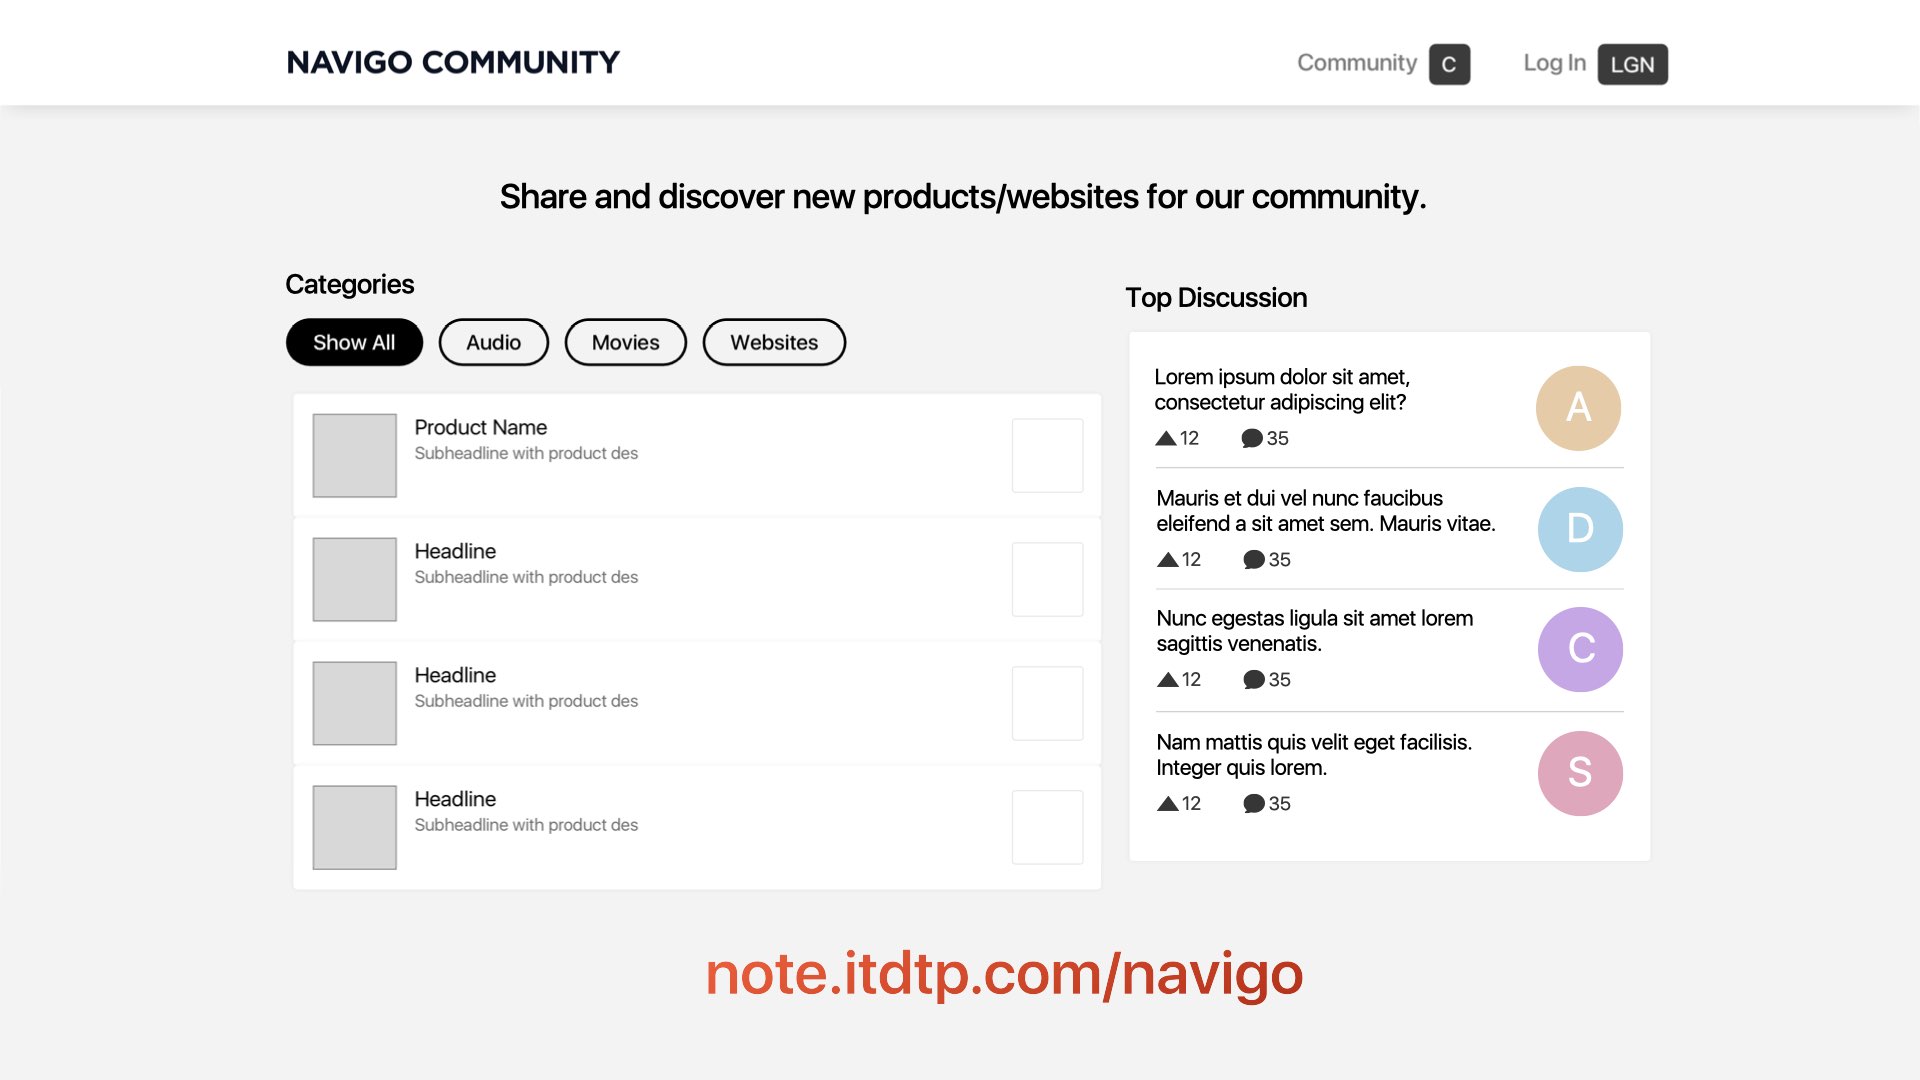 NAVIGO COMMUNITY
Community C
Log In LGN
Share and discover new products/websites for our community.
Categories
Show All
Audio
Movies
Websites
Product Name
Subheadline with product des
Headline
Subheadline with product des
Headline
Subheadline with product des
Headline
Subheadline with product des
Top Discussion
Lorem ipsum dolor sit amet,
consectetur adipiscing elit?
12 35
A
Mauris et dui vel nunc faucibus
eleifend a sit amet sem. Mauris vitae.
12 35
D
Nunc egestas ligula sit amet lorem
sagittis venenatis.
12 35
C
Nam mattis quis velit eget facilisis.
Integer quis lorem.
12 35
S
note.itdtp.com/navigo